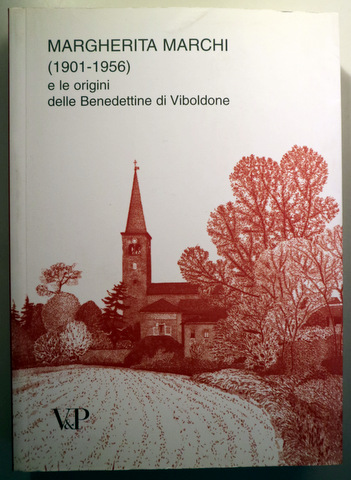 MARGHERITA MARCHI
(1901-1956)
e le origini
delle Benedettine di Viboldone
V&P